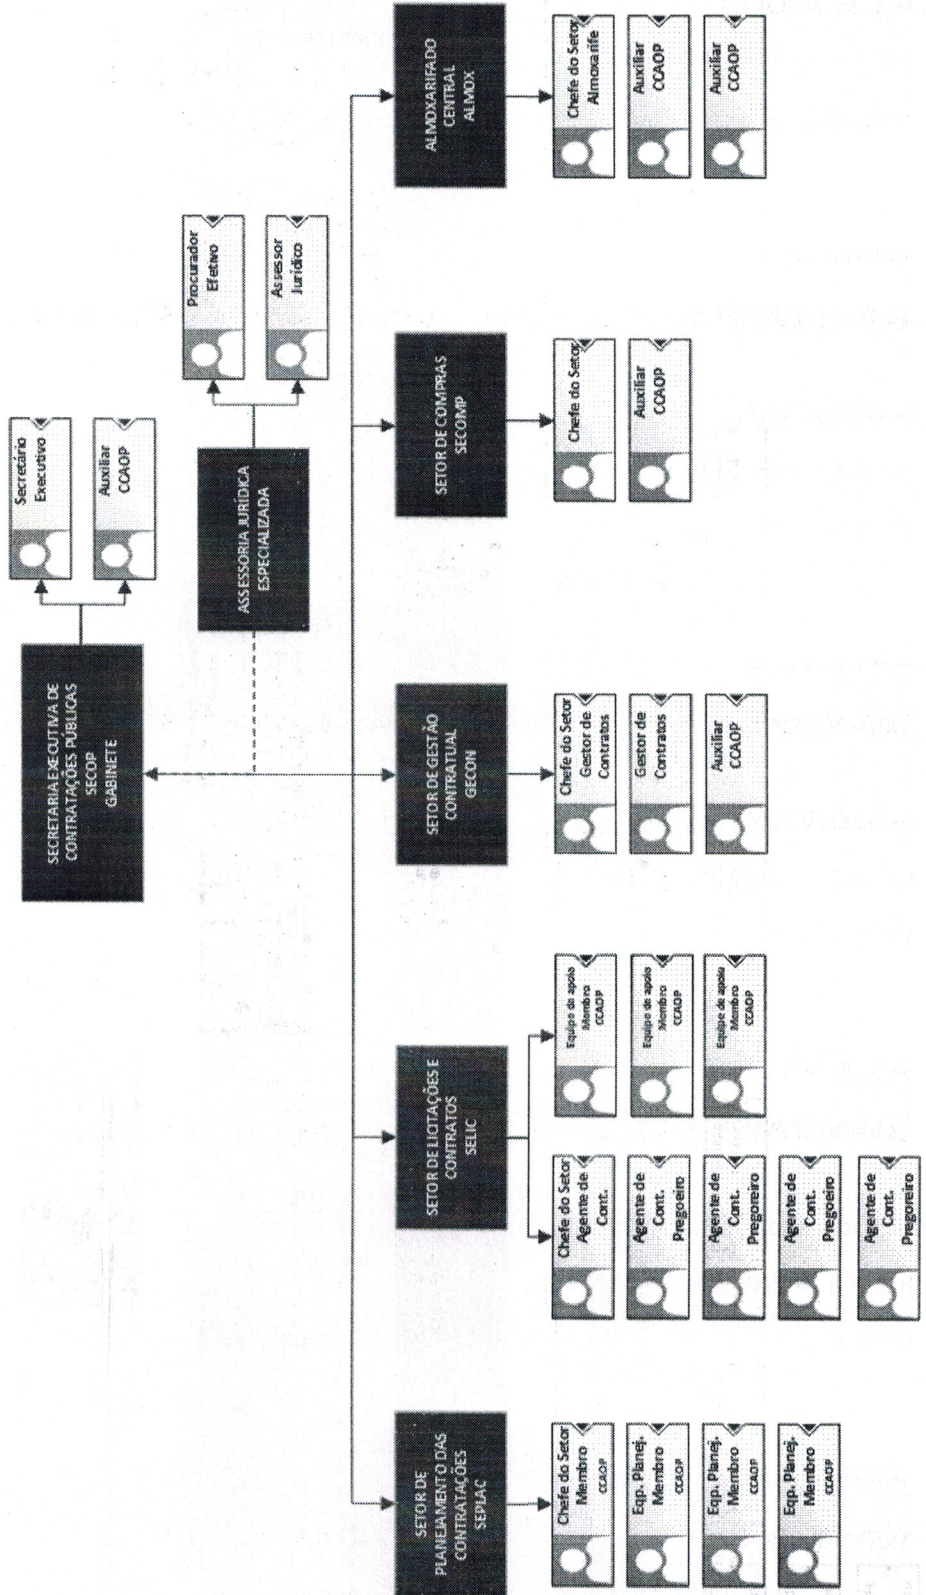 SECRETARIA EXECUTIVA DE
CONTRATAÇÕES PÚBLICAS
SECOP
GABINETE
Secretário
Executivo
Auxiliar
CCAOP
ASSESSORIA JURÍDICA
ESPECIALIZADA
Procurador
Efetivo
Assessor
Jurídico
SETOR DE
PLANEJAMENTO DAS
CONTRATAÇÕES
SEPLAC
Chefe do Setor
Membro
CCAOP
Eqp. Planej.
Membro
CCAOP
Eqp. Planej.
Membro
CCAOP
Eqp. Planej.
Membro
CCAOP
SETOR DE LICITAÇÕES E
CONTRATOS
SELIC
Chefe do Setor
Agente de
Cont.
Agente de
Cont.
Pregoeiro
Agente de
Cont.
Pregoreiro
Agente de
Cont.
Pregoeiro
Agente de
Cont.
Pregoreiro
Equipe de apoio
Membro
CCAOP
Equipe de apoio
Membro
CCAOP
Equipe de apoio
Membro
CCAOP
SETOR DE GESTÃO
CONTRATUAL
GECON
Chefe do Setor
Gestor de
Contratos
Gestor de
Contratos
Auxiliar
CCAOP
SETOR DE COMPRAS
SECOMP
Chefe do Setor
Auxiliar
CCAOP
ALMOXARIFADO
CENTRAL
ALMOX
Chefe do Setor
Almoxarife
Auxiliar
CCAOP
Auxiliar
CCAOP